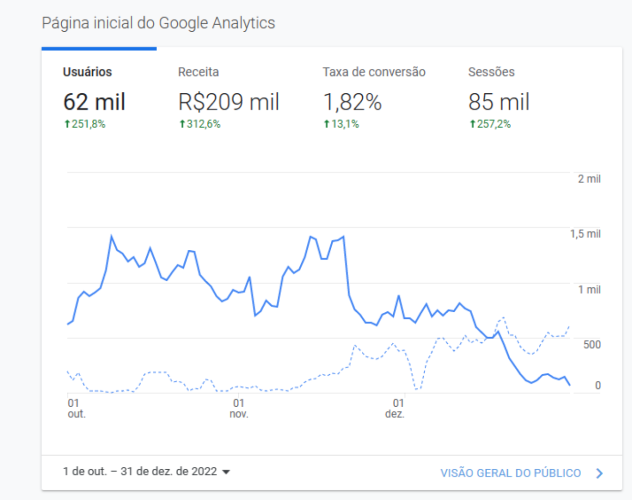 Página inicial do Google Analytics
Usuários Receita Taxa de conversão Sessões
62 mil R$209 mil 1,82% 85 mil
↑251,8% ↑312,6% ↑13,1% ↑257,2%
2 mil
1,5 mil
1 mil
500
0
01 out. 01 nov. 01 dez.
1 de out. – 31 de dez. de 2022 VISÃO GERAL DO PÚBLICO